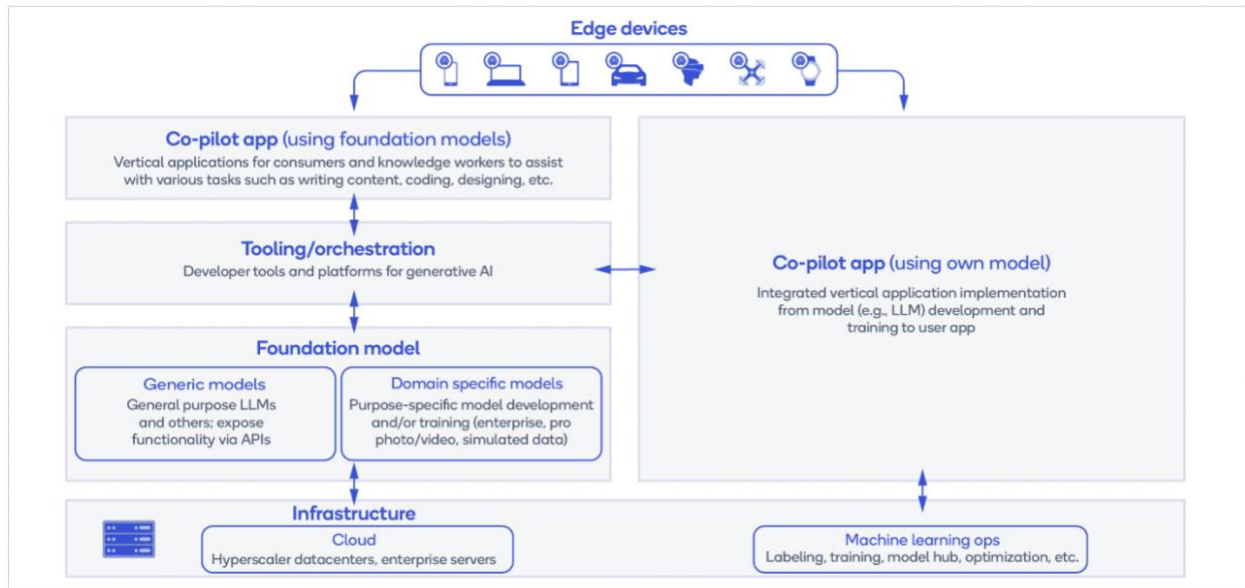 Edge devices
Co-pilot app (using foundation models)
Vertical applications for consumers and knowledge workers to assist
with various tasks such as writing content, coding, designing, etc.
Tooling/orchestration
Developer tools and platforms for generative AI
Foundation model
Generic models
General purpose LLMs
and others; expose
functionality via APIs
Domain specific models
Purpose-specific model development
and/or training (enterprise, pro
photo/video, simulated data)
Co-pilot app (using own model)
Integrated vertical application implementation
from model (e.g., LLM) development and
training to user app
Infrastructure
Cloud
Hyperscaler datacenters, enterprise servers
Machine learning ops
Labeling, training, model hub, optimization, etc.